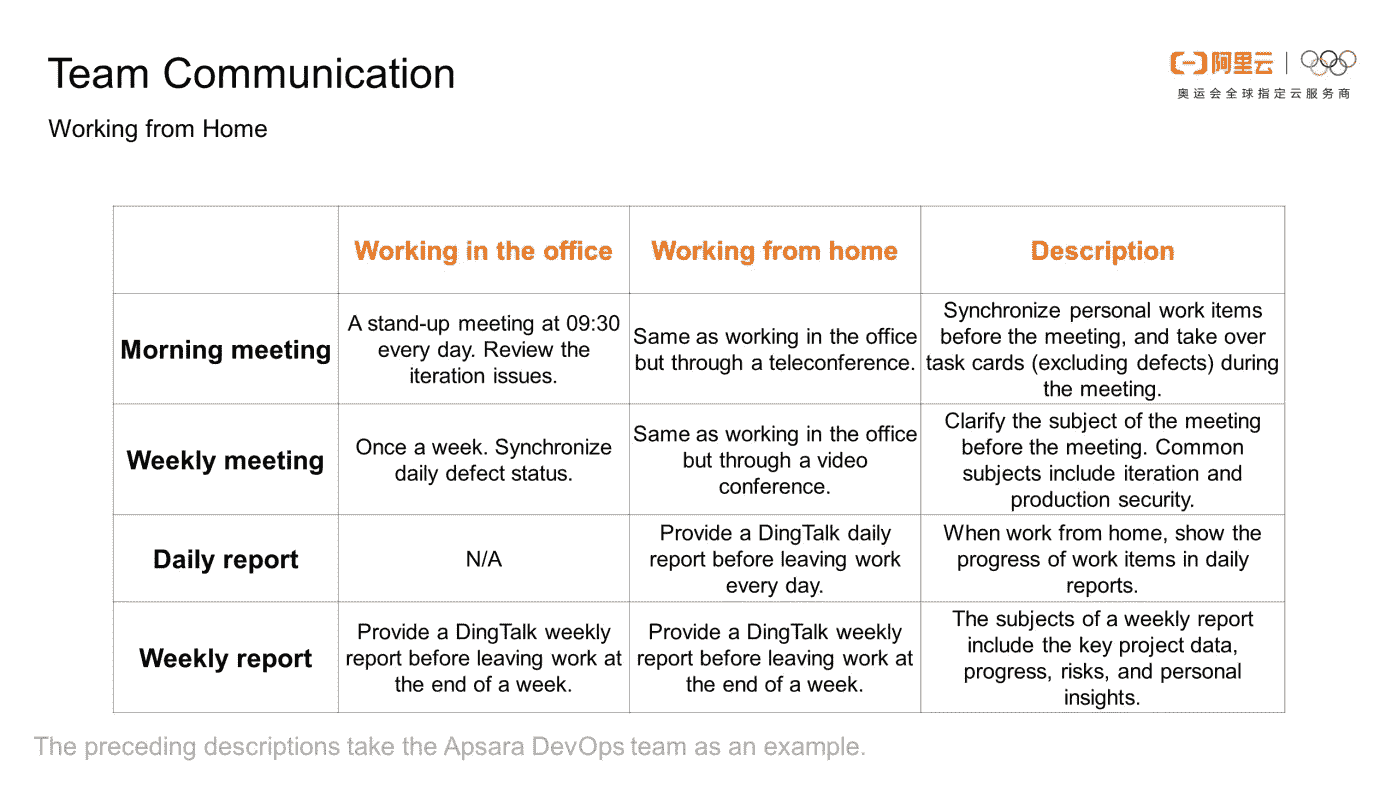 Team Communication
阿里云
奥运会全球指定云服务商
Working from Home
Working in the office
Working from home
Description
Morning meeting
A stand-up meeting at 09:30
every day. Review the
iteration issues.
Same as working in the office
but through a teleconference.
Synchronize personal work items
before the meeting, and take over
task cards (excluding defects) during
the meeting.
Weekly meeting
Once a week. Synchronize
daily defect status.
Same as working in the office
but through a video
conference.
Clarify the subject of the meeting
before the meeting. Common
subjects include iteration and
production security.
Daily report
N/A
Provide a DingTalk daily
report before leaving work
every day.
When work from home, show the
progress of work items in daily
reports.
Weekly report
Provide a DingTalk weekly
report before leaving work at
the end of a week.
Provide a DingTalk weekly
report before leaving work at
the end of a week.
The subjects of a weekly report
include the key project data,
progress, risks, and personal
insights.
The preceding descriptions take the Apsara DevOps team as an example.